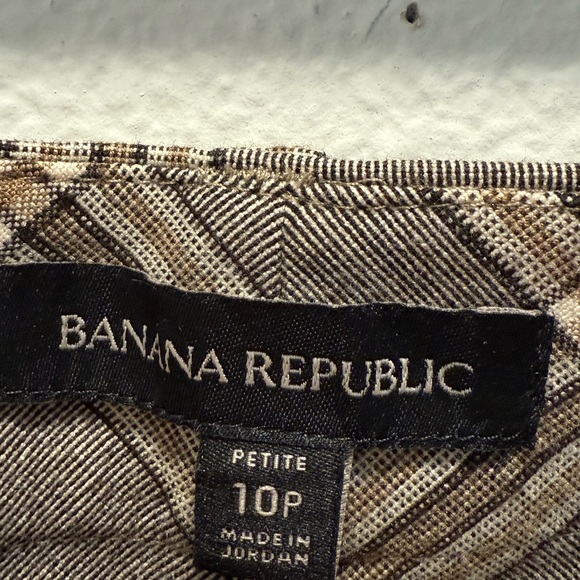 BANANA REPUBLIC
PETITE
10P
MADE IN
JORDAN